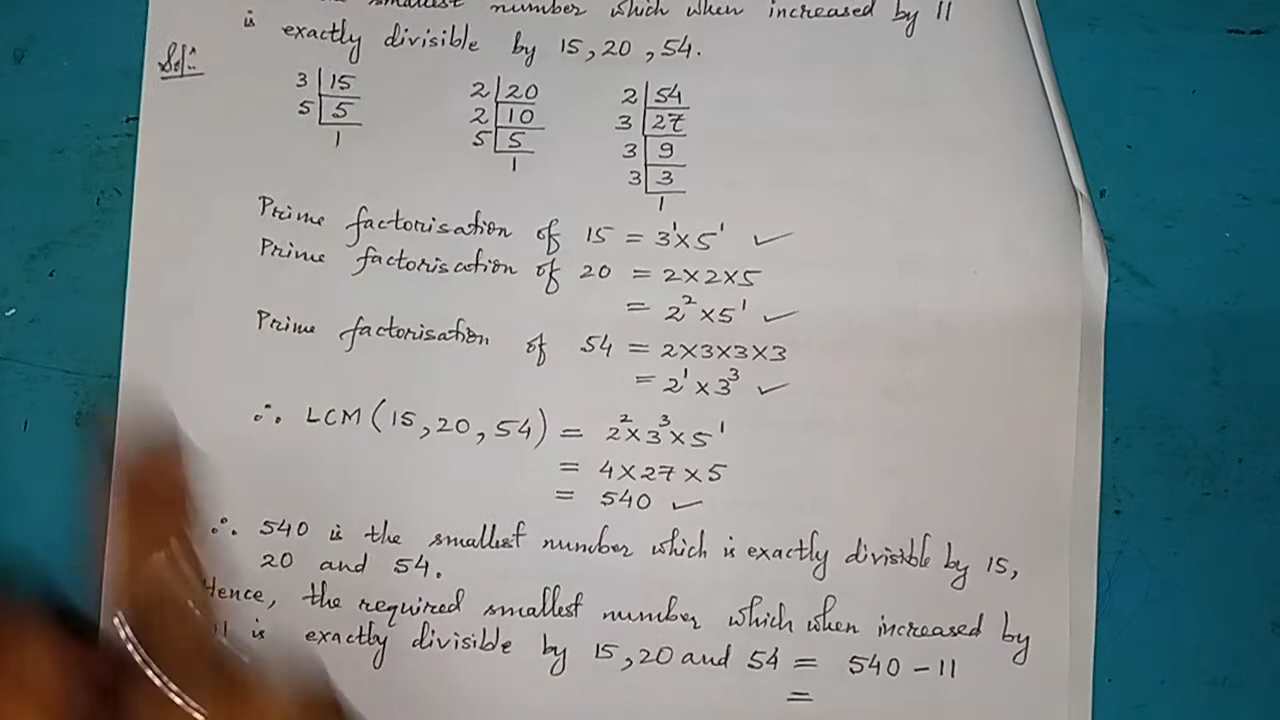 smallest number which when increased by 11
is exactly divisible by 15, 20, 54.
Sol:
3 15 2 20 2 54
5 5 2 10 3 27
1 5 5 3 9
1 3 3
1
Prime factorisation of 15 = 3¹×5¹ ✓
Prime factorisation of 20 = 2×2×5
= 2²×5¹ ✓
Prime factorisation of 54 = 2×3×3×3
= 2¹×3³ ✓
∴ LCM(15,20,54) = 2²×3³×5¹
= 4×27×5
= 540 ✓
∴ 540 is the smallest number which is exactly divisible by 15,
20 and 54.
Hence, the required smallest number which when increased by
11 is exactly divisible by 15, 20 and 54 = 540 - 11
=